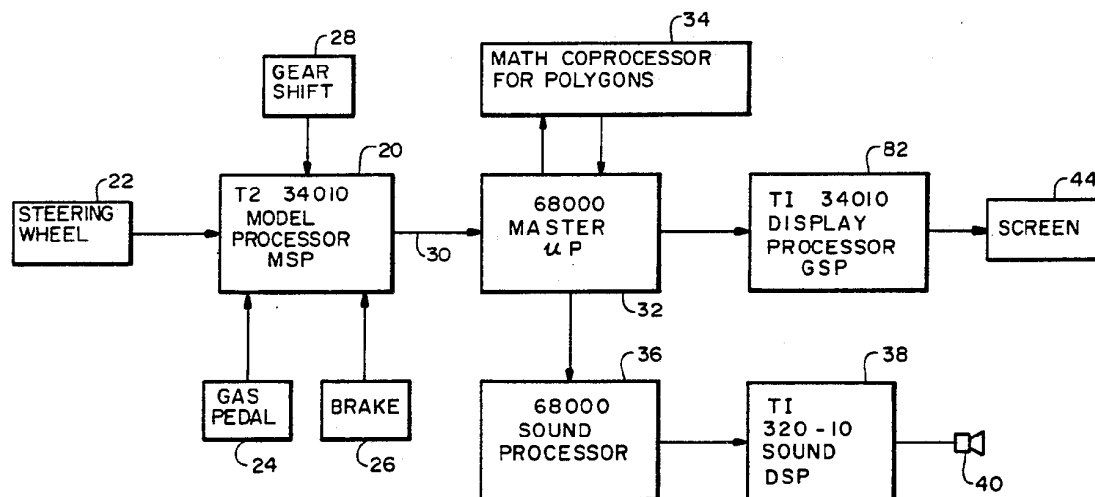 28
GEAR
SHIFT
34
MATH COPROCESSOR
FOR POLYGONS
22
STEERING
WHEEL
20
T2 34010
MODEL
PROCESSOR
MSP
30
68000
MASTER
μP
32
82
TI 34010
DISPLAY
PROCESSOR
GSP
44
SCREEN
GAS
PEDAL
24
BRAKE
26
36
68000
SOUND
PROCESSOR
38
TI
320-10
SOUND
DSP
40